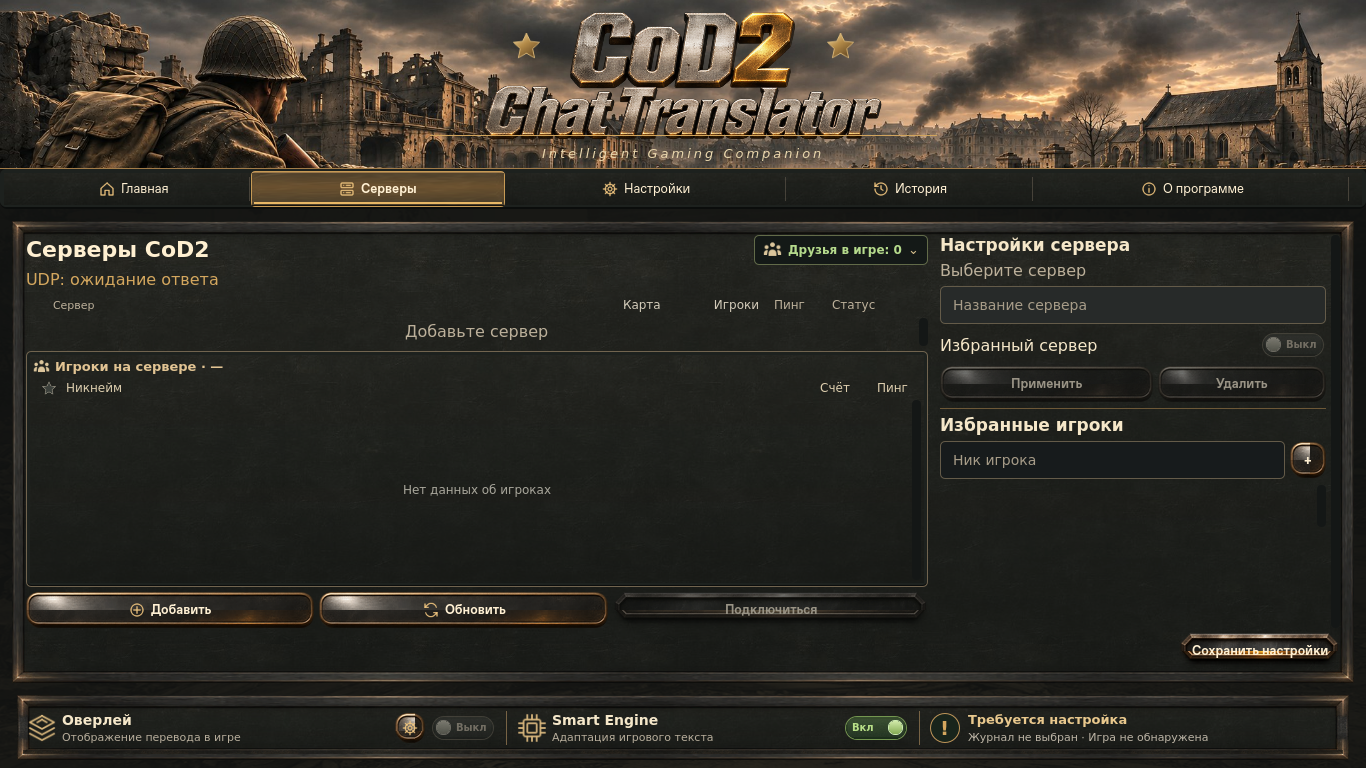 CoD2
Chat Translator
Intelligent Gaming Companion
Главная
Серверы
Настройки
История
О программе
Серверы CoD2
Друзья в игре: 0
UDP: ожидание ответа
Сервер Карта Игроки Пинг Статус
Добавьте сервер
Игроки на сервере · —
Никнейм Счёт Пинг
Нет данных об игроках
Добавить
Обновить
Подключиться
Настройки сервера
Выберите сервер
Название сервера
Избранный сервер Выкл
Применить
Удалить
Избранные игроки
Ник игрока +
Сохранить настройки
Оверлей
Отображение перевода в игре
Выкл
Smart Engine
Адаптация игрового текста
Вкл
Требуется настройка
Журнал не выбран · Игра не обнаружена